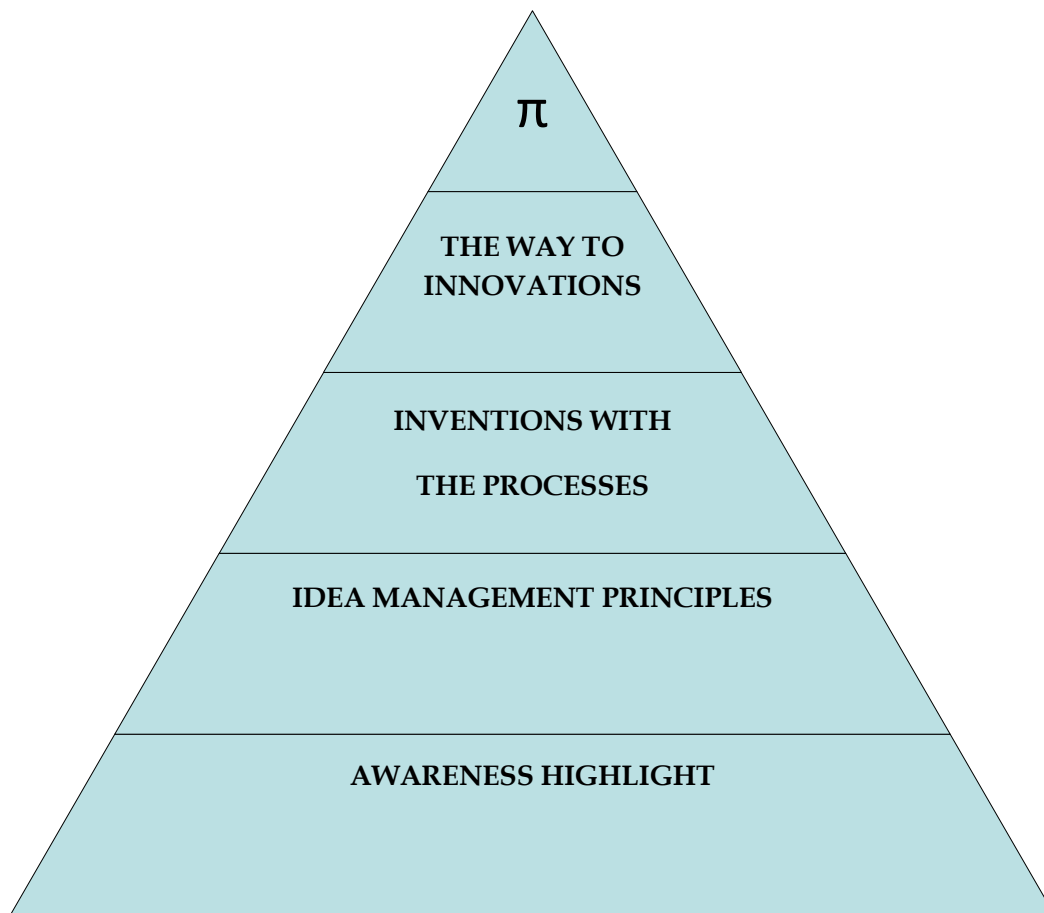 π
THE WAY TO
INNOVATIONS
INVENTIONS WITH
THE PROCESSES
IDEA MANAGEMENT PRINCIPLES
AWARENESS HIGHLIGHT